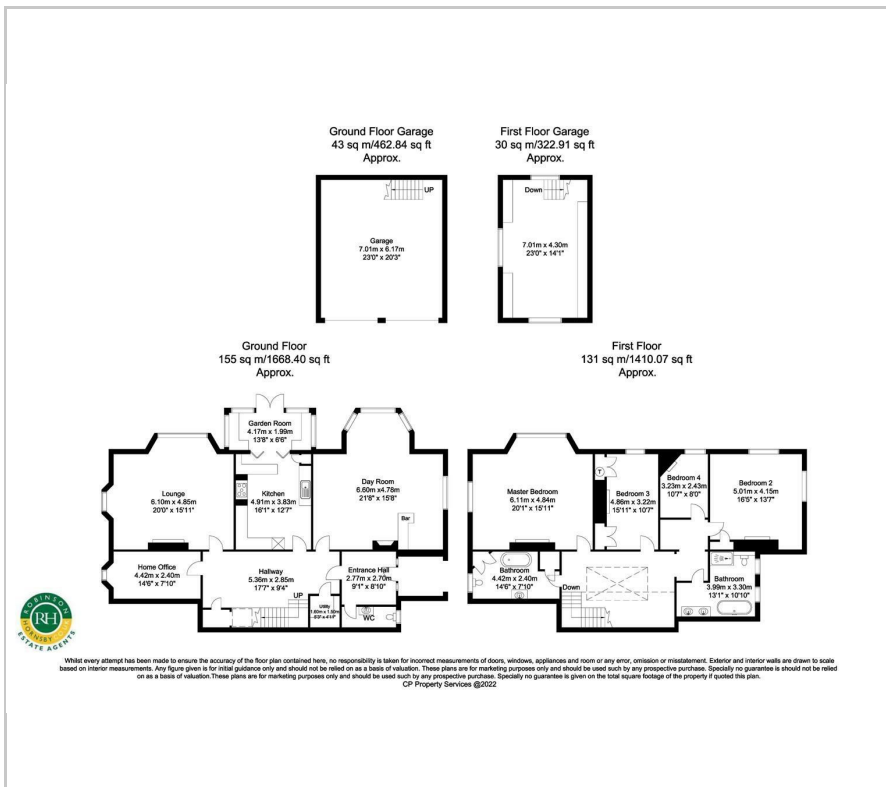 Ground Floor Garage
43 sq m/462.84 sq ft
Approx.
First Floor Garage
30 sq m/322.91 sq ft
Approx.
UP
Garage
7.01m x 6.17m
23'0" x 20'3"
Down
7.01m x 4.30m
23'0" x 14'1"
Ground Floor
155 sq m/1668.40 sq ft
Approx.
First Floor
131 sq m/1410.07 sq ft
Approx.
Garden Room
4.17m x 1.99m
13'8" x 6'6"
Lounge
6.10m x 4.85m
20'0" x 15'11"
Kitchen
4.91m x 3.83m
16'1" x 12'7"
Day Room
6.60m x4.78m
21'8" x 15'8"
Bar
Home Office
4.42m x 2.40m
14'6" x 7'10"
Hallway
5.36m x 2.85m
17'7" x 9'4"
UP
Entrance Hall
2.77m x 2.70m
9'1" x 8'10"
Utility
WC
Master Bedroom
6.11m x 4.84m
20'1" x 15'11"
T
Bedroom 3
4.86m x 3.22m
15'11" x 10'7"
Bedroom 4
3.23m x 2.43m
10'7" x 8'0"
Bedroom 2
5.01m x 4.15m
16'5" x 13'7"
Bathroom
4.42m x 2.40m
14'6" x 7'10"
Down
Bathroom
3.99m x 3.30m
13'1" x 10'10"
ROBINSON
HORNSBY
RH
ESTATE AGENTS
Whilst every attempt has been made to ensure the accuracy of the floor plan contained here, no responsibility is taken for incorrect measurements of doors, windows, appliances and room or any error, omission or misstatement. Exterior and interior walls are drawn to scale
based on interior measurements. Any figure given is for initial guidance only and should not be relied on as a basis of valuation. These plans are for marketing purposes only and should be used such by any prospective purchase. Specially no guarantee is should not be relied
on as a basis of valuation.These plans are for marketing purposes only and should be used such by any prospective purchase. Specially no guarantee is given on the total square footage of the property if quoted this plan.
CP Property Services @2022